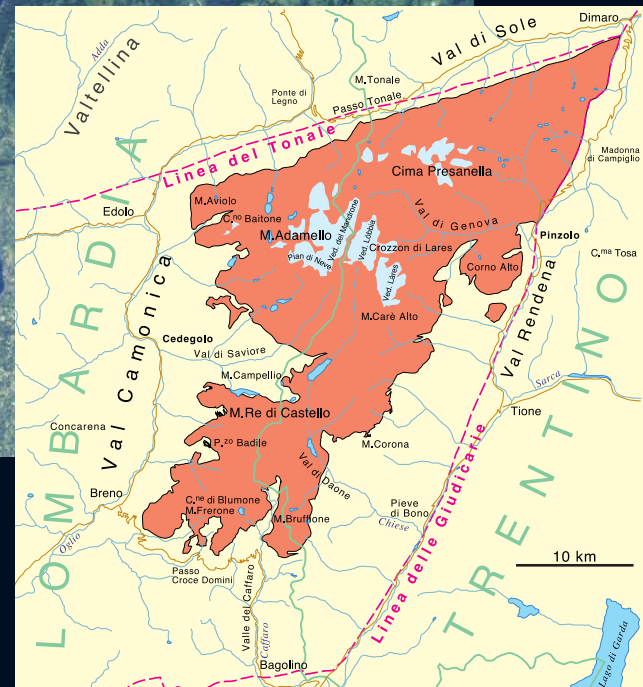 Dimaro
Val di Sole
Adda
Valtellina
M.Tonale
Ponte di
Legno
Passo Tonale
Linea del Tonale
Madonna
di Campiglio
Cima Presanella
M.Aviolo
Edolo
C.no Baitone
Val di Genova
M.Adamello
Ved. del Mandrone
Ved. Lòbbia
Pian di Neve
Crozzon di Lares
Ved. Lares
Pinzolo
C.ma Tosa
Corno Alto
M.Carè Alto
Val Rendena
Val Camonica
Cedegolo
Val di Saviore
M.Campellio
Sarca
Tione
M.Re di Castello
Concarena
P.zo Badile
M.Corona
Val di Daone
Breno
C.ne di Blumone
M.Frerone
M.Bruffione
Pieve
di Bono
Chiese
Linea delle Giudicarie
Oglio
10 km
Passo
Croce Domini
Valle del Caffaro
Caffaro
Bagolino
Lago di Garda
LOMBARDIA
TRENTINO